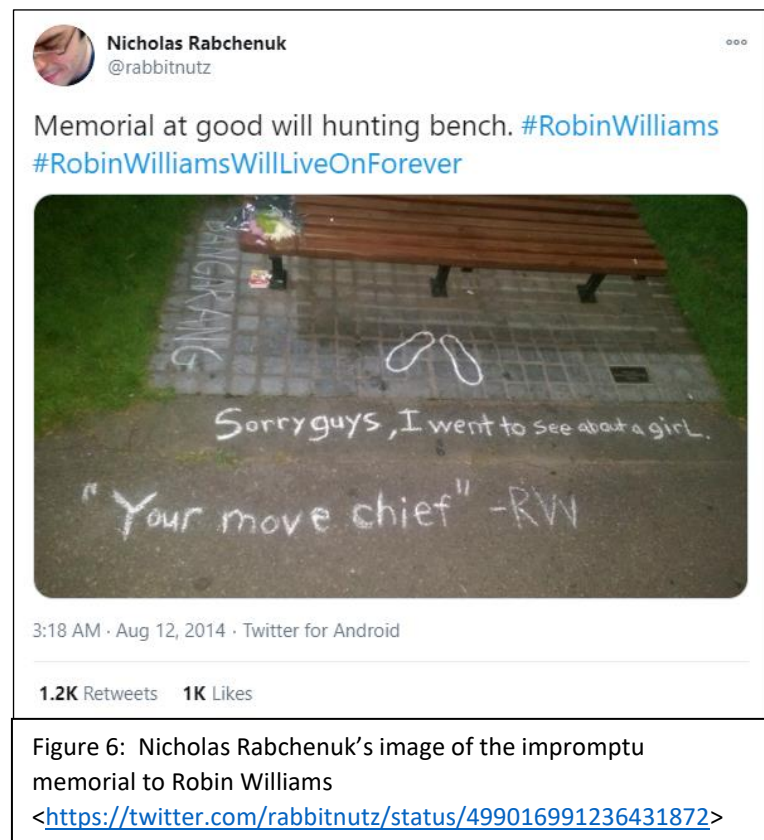 Nicholas Rabchenuk
@rabbitnutz
Memorial at good will hunting bench. #RobinWilliams
#RobinWilliamsWillLiveOnForever
BANGARANG
Sorry guys, I went to see about a girl.
"Your move chief" -RW
3:18 AM · Aug 12, 2014 · Twitter for Android
1.2K Retweets 1K Likes
Figure 6: Nicholas Rabchenuk's image of the impromptu
memorial to Robin Williams
<https://twitter.com/rabbitnutz/status/499016991236431872>